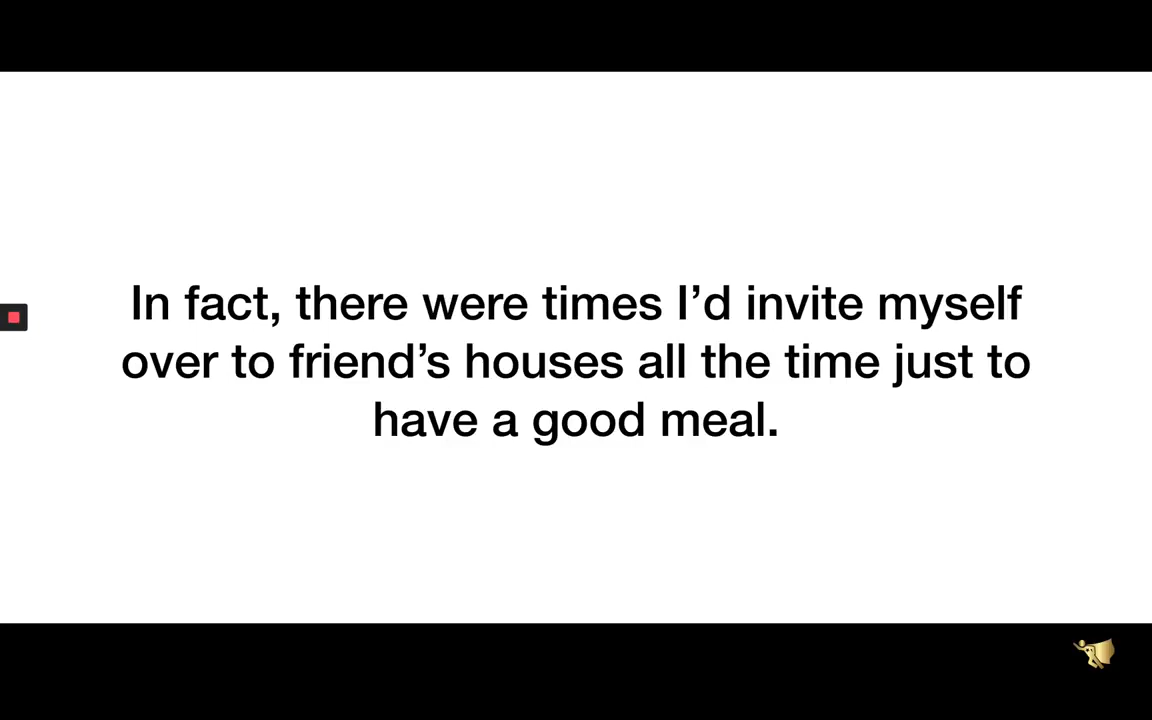 In fact, there were times I’d invite myself
over to friend’s houses all the time just to
have a good meal.